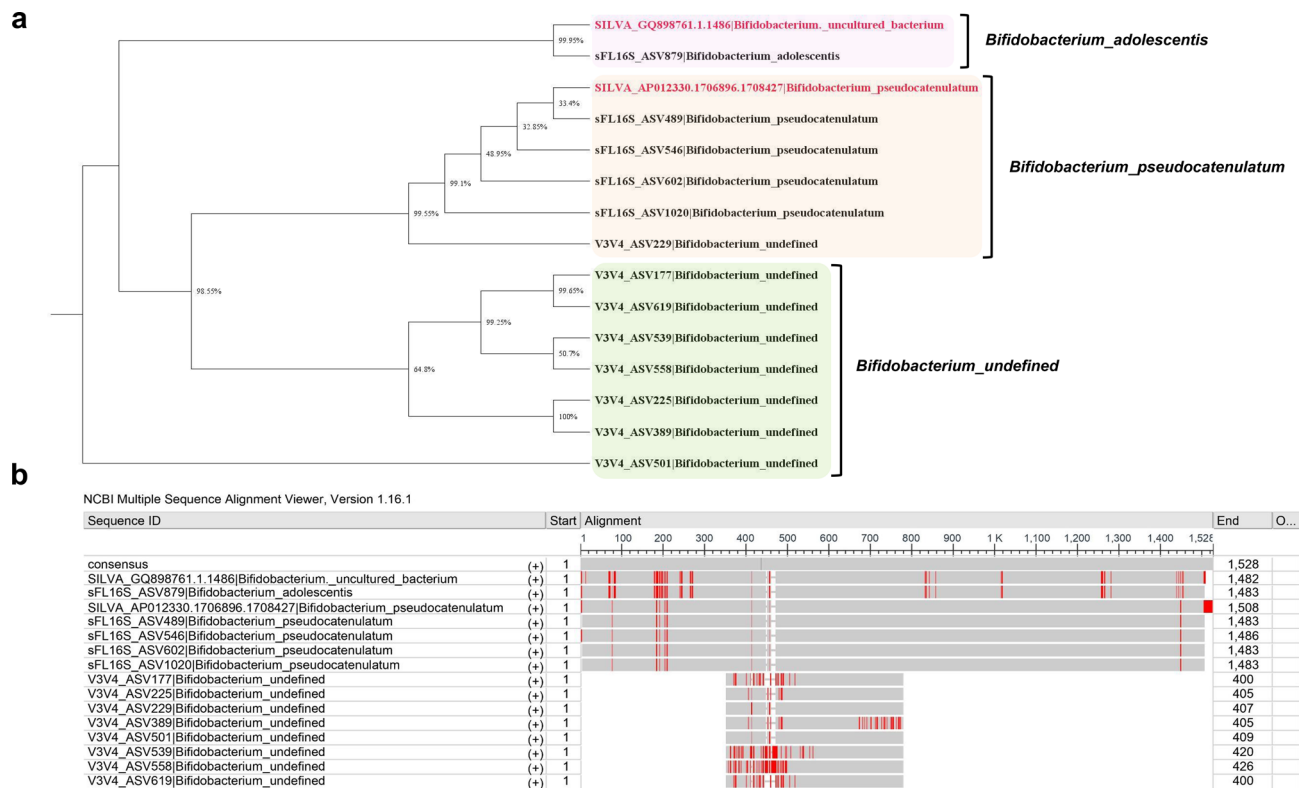 a
SILVA_GQ898761.1.1486|Bifidobacterium._uncultured_bacterium
99.95%
sFL16S_ASV879|Bifidobacterium_adolescentis
Bifidobacterium_adolescentis
SILVA_AP012330.1706896.1708427|Bifidobacterium_pseudocatenulatum
33.4%
sFL16S_ASV489|Bifidobacterium_pseudocatenulatum
32.85%
sFL16S_ASV546|Bifidobacterium_pseudocatenulatum
48.95%
sFL16S_ASV602|Bifidobacterium_pseudocatenulatum
99.1%
sFL16S_ASV1020|Bifidobacterium_pseudocatenulatum
99.55%
V3V4_ASV229|Bifidobacterium_undefined
Bifidobacterium_pseudocatenulatum
98.55%
V3V4_ASV177|Bifidobacterium_undefined
99.65%
V3V4_ASV619|Bifidobacterium_undefined
99.25%
V3V4_ASV539|Bifidobacterium_undefined
50.7%
V3V4_ASV558|Bifidobacterium_undefined
64.8%
V3V4_ASV225|Bifidobacterium_undefined
100%
V3V4_ASV389|Bifidobacterium_undefined
V3V4_ASV501|Bifidobacterium_undefined
Bifidobacterium_undefined
b
NCBI Multiple Sequence Alignment Viewer, Version 1.16.1
Sequence ID Start Alignment End O...
1 100 200 300 400 500 600 700 800 900 1 K 1,100 1,200 1,300 1,400 1,528
consensus (+) 1 1,528
SILVA_GQ898761.1.1486|Bifidobacterium._uncultured_bacterium (+) 1 1,482
sFL16S_ASV879|Bifidobacterium_adolescentis (+) 1 1,483
SILVA_AP012330.1706896.1708427|Bifidobacterium_pseudocatenulatum (+) 1 1,508
sFL16S_ASV489|Bifidobacterium_pseudocatenulatum (+) 1 1,483
sFL16S_ASV546|Bifidobacterium_pseudocatenulatum (+) 1 1,486
sFL16S_ASV602|Bifidobacterium_pseudocatenulatum (+) 1 1,483
sFL16S_ASV1020|Bifidobacterium_pseudocatenulatum (+) 1 1,483
V3V4_ASV177|Bifidobacterium_undefined (+) 1 400
V3V4_ASV225|Bifidobacterium_undefined (+) 1 405
V3V4_ASV229|Bifidobacterium_undefined (+) 1 407
V3V4_ASV389|Bifidobacterium_undefined (+) 1 405
V3V4_ASV501|Bifidobacterium_undefined (+) 1 409
V3V4_ASV539|Bifidobacterium_undefined (+) 1 420
V3V4_ASV558|Bifidobacterium_undefined (+) 1 426
V3V4_ASV619|Bifidobacterium_undefined (+) 1 400